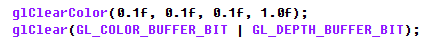 glClearColor(0.1f, 0.1f, 0.1f, 1.0f);
glClear(GL_COLOR_BUFFER_BIT | GL_DEPTH_BUFFER_BIT);